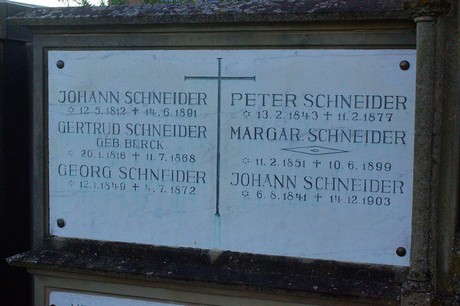 JOHANN SCHNEIDER
✡ 12.5.1812 ✝ 14.6.1891
GERTRUD SCHNEIDER
GEB BERCK
✡ 20.1.1816 ✝ 11.7.1868
GEORG SCHNEIDER
✡ 12.1.1849 ✝ 4.7.1872
PETER SCHNEIDER
✡ 13.2.1843 ✝ 11.2.1877
MARGAR. SCHNEIDER
✡ 11.2.1851 ✝ 10.6.1899
JOHANN SCHNEIDER
✡ 6.8.1841 ✝ 14.12.1903